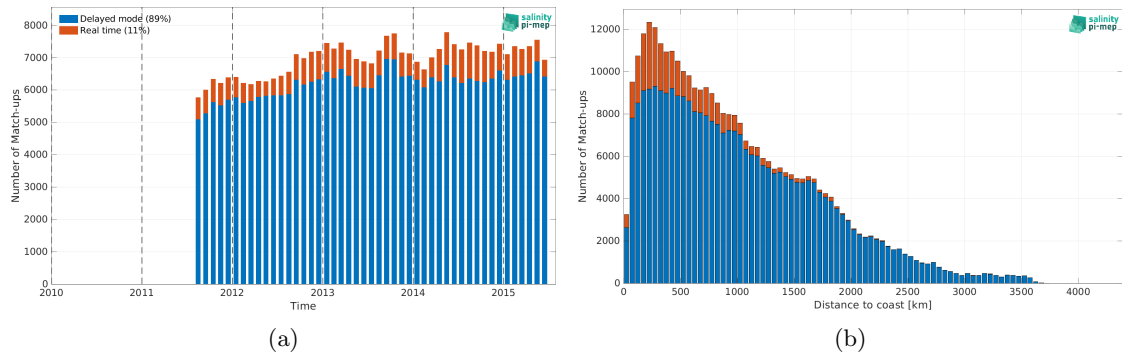 Delayed mode (89%)
Real time (11%)
salinity
pi-mep
Number of Match-ups
8000
7000
6000
5000
4000
3000
2000
1000
0
2010
2011
2012
2013
2014
2015
Time
(a)
salinity
pi-mep
Number of Match-ups
12000
10000
8000
6000
4000
2000
0
0
500
1000
1500
2000
2500
3000
3500
4000
Distance to coast [km]
(b)